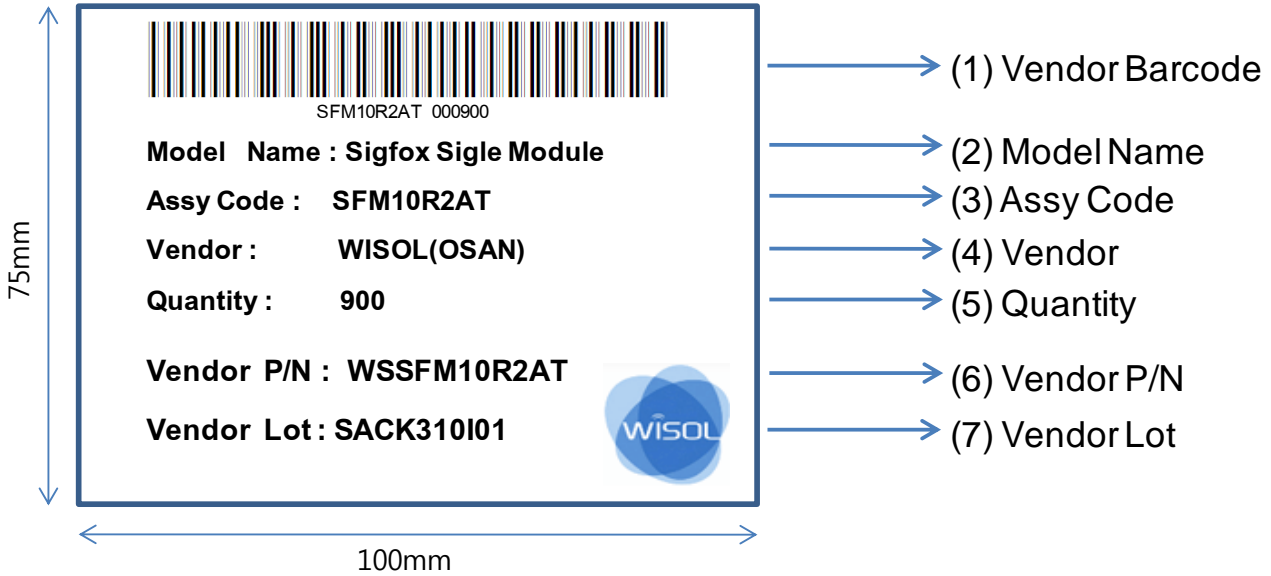 SFM10R2AT 000900
(1) Vendor Barcode
Model Name : Sigfox Sigle Module
(2) Model Name
Assy Code : SFM10R2AT
(3) Assy Code
Vendor : WISOL(OSAN)
(4) Vendor
Quantity : 900
(5) Quantity
Vendor P/N : WSSFM10R2AT
(6) Vendor P/N
Vendor Lot : SACK310I01
(7) Vendor Lot
WISOL
75mm
100mm